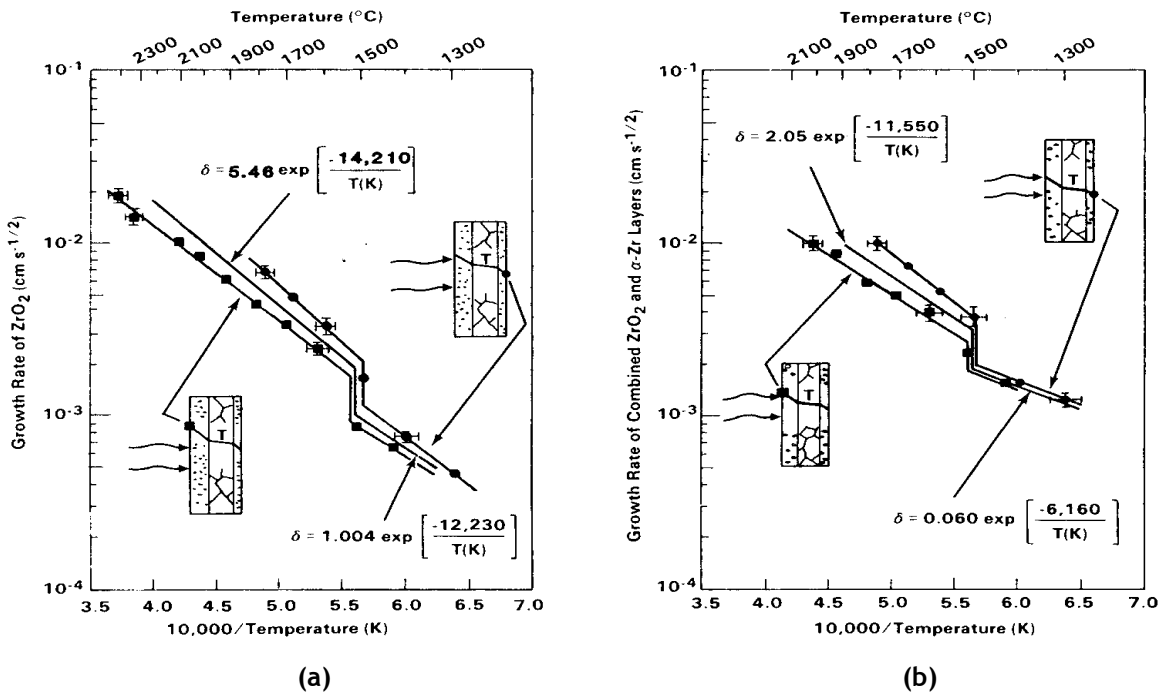 Temperature (°C)
2300 2100 1900 1700 1500 1300
10-1
10-2
10-3
10-4
Growth Rate of ZrO2 (cm s-1/2)
δ = 5.46 exp [ -14,210 / T(K) ]
T
T
δ = 1.004 exp [ -12,230 / T(K) ]
3.5 4.0 4.5 5.0 5.5 6.0 6.5 7.0
10,000/Temperature (K)
(a)
Temperature (°C)
2100 1900 1700 1500 1300
10-1
10-2
10-3
10-4
Growth Rate of Combined ZrO2 and α-Zr Layers (cm s-1/2)
δ = 2.05 exp [ -11,550 / T(K) ]
T
T
δ = 0.060 exp [ -6,160 / T(K) ]
3.5 4.0 4.5 5.0 5.5 6.0 6.5 7.0
10,000/Temperature (K)
(b)